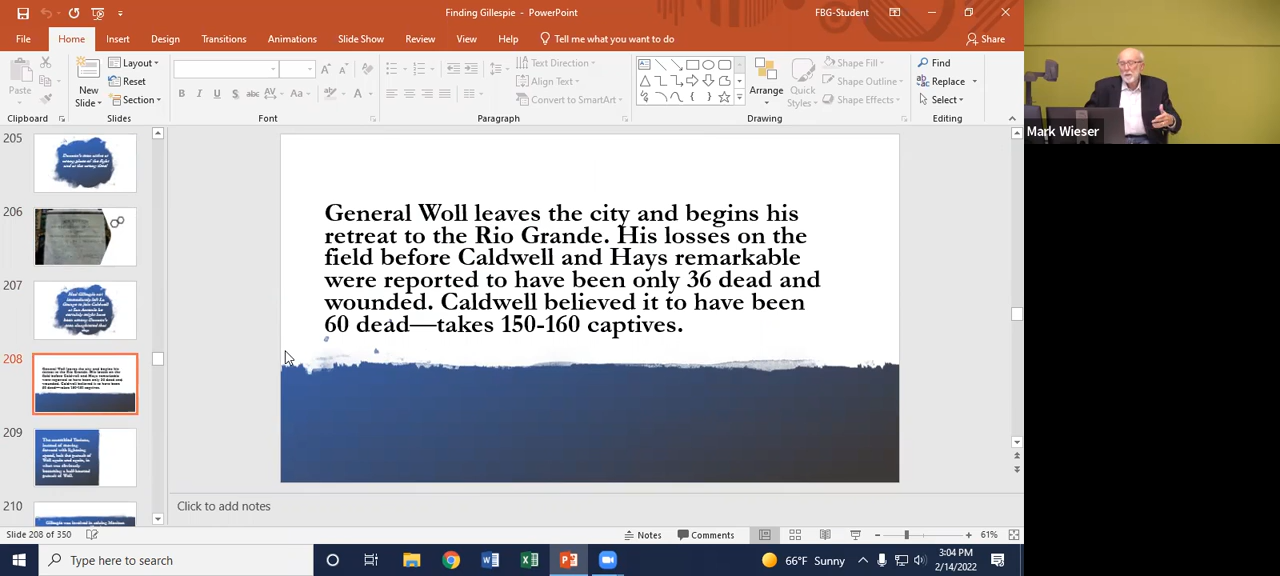 Finding Gillespie - PowerPoint
FBG-Student
File
Home
Insert
Design
Transitions
Animations
Slide Show
Review
View
Help
Tell me what you want to do
Share
Paste
New
Slide
Layout
Reset
Section
B I U S abc AV Aa A
Text Direction
Align Text
Convert to SmartArt
Arrange
Quick
Styles
Shape Fill
Shape Outline
Shape Effects
Find
Replace
Select
Clipboard
Slides
Font
Paragraph
Drawing
Editing
205
206
207
208
209
210
General Woll leaves the city and begins his
retreat to the Rio Grande. His losses on the
field before Caldwell and Hays remarkable
were reported to have been only 36 dead and
wounded. Caldwell believed it to have been
60 dead—takes 150-160 captives.
Click to add notes
Slide 208 of 350
Notes
Comments
61%
Type here to search
66°F Sunny
3:04 PM
2/14/2022
Mark Wieser